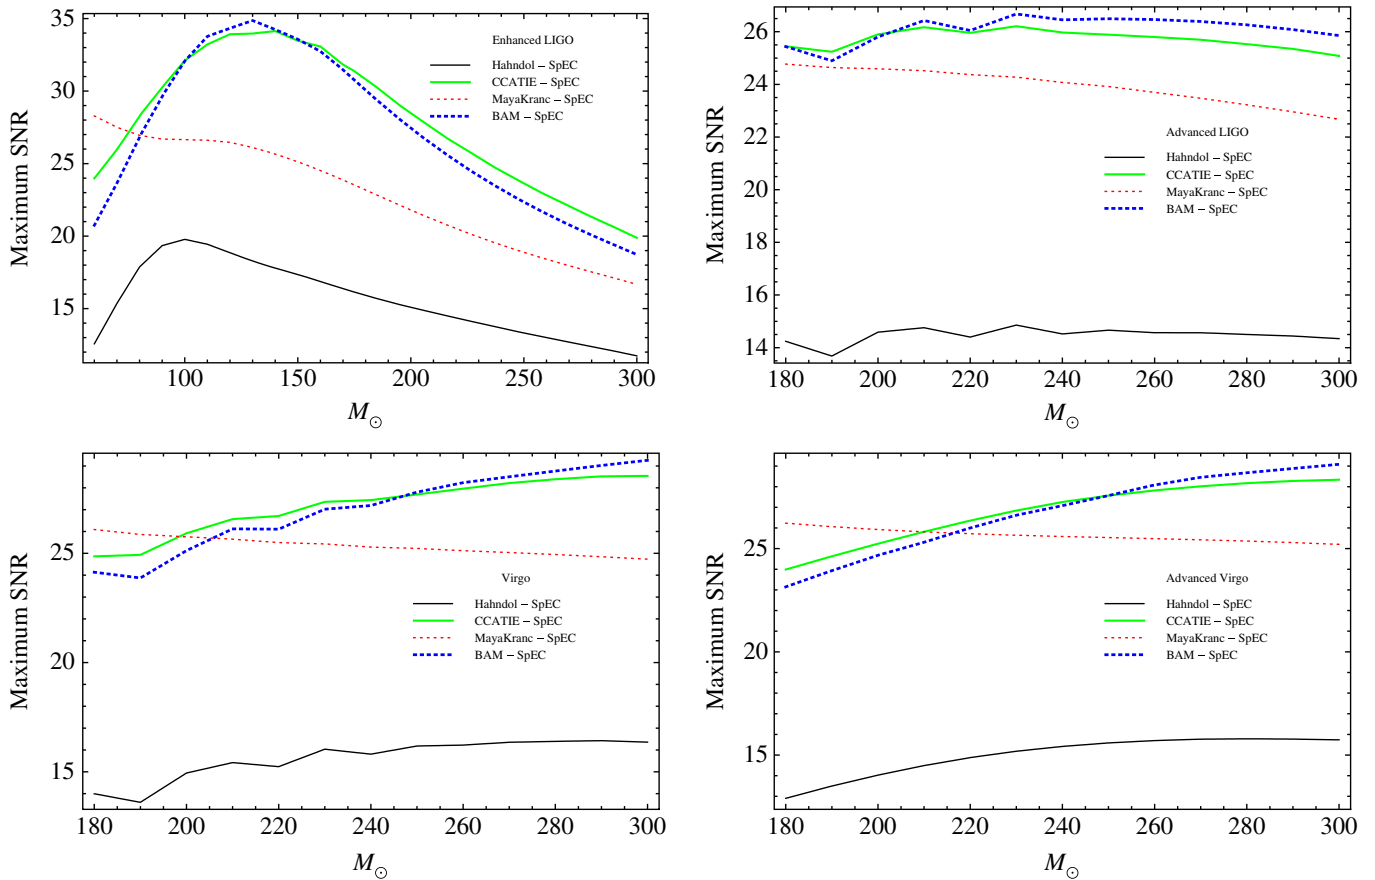 Maximum SNR
35
30
25
20
15
Enhanced LIGO
Hahndol – SpEC
CCATIE – SpEC
MayaKranc – SpEC
BAM – SpEC
100 150 200 250 300
M⊙
Maximum SNR
26
24
22
20
18
16
14
Advanced LIGO
Hahndol – SpEC
CCATIE – SpEC
MayaKranc – SpEC
BAM – SpEC
180 200 220 240 260 280 300
M⊙
Maximum SNR
25
20
15
Virgo
Hahndol – SpEC
CCATIE – SpEC
MayaKranc – SpEC
BAM – SpEC
180 200 220 240 260 280 300
M⊙
Maximum SNR
25
20
15
Advanced Virgo
Hahndol – SpEC
CCATIE – SpEC
MayaKranc – SpEC
BAM – SpEC
180 200 220 240 260 280 300
M⊙